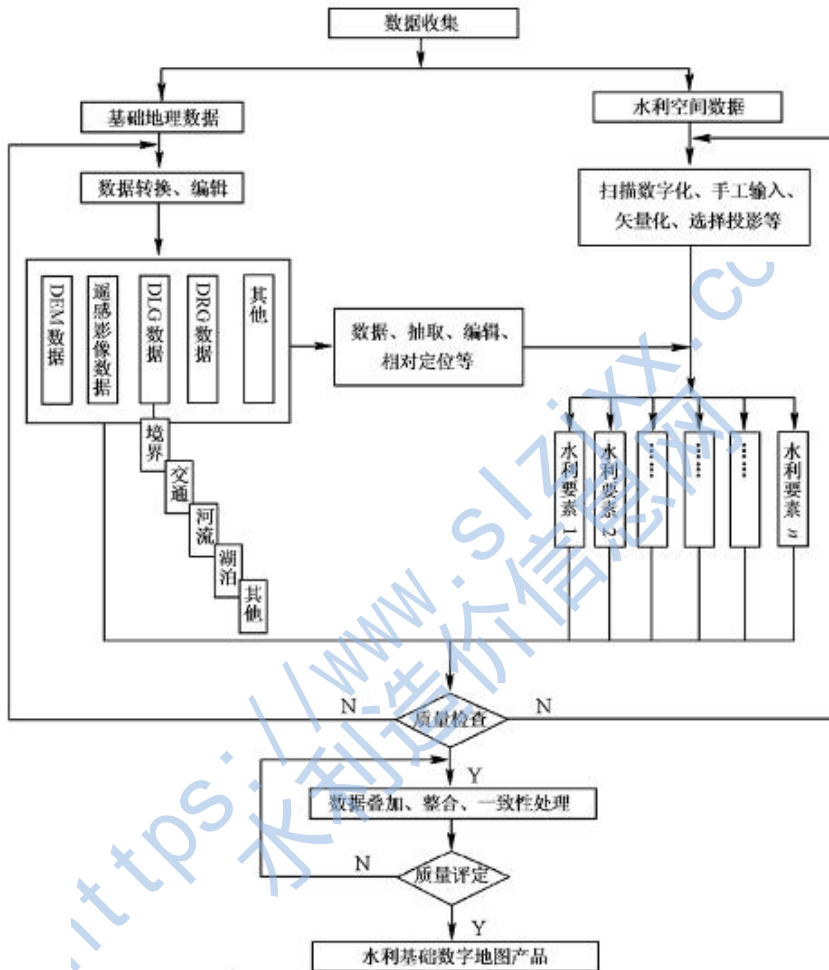 数据收集
基础地理数据
水利空间数据
数据转换、编辑
扫描数字化、手工输入、
矢量化、选择投影等
DEM数据
遥感影像数据
DLG数据
DRG数据
其他
数据、抽取、编辑、
相对定位等
境界
交通
河流
湖泊
其他
水利要素1
水利要素2
……
……
……
水利要素n
N
质量检查
N
Y
数据叠加、整合、一致性处理
N
质量评定
Y
水利基础数字地图产品
https://www.slzjxx.co
水利造价信息网